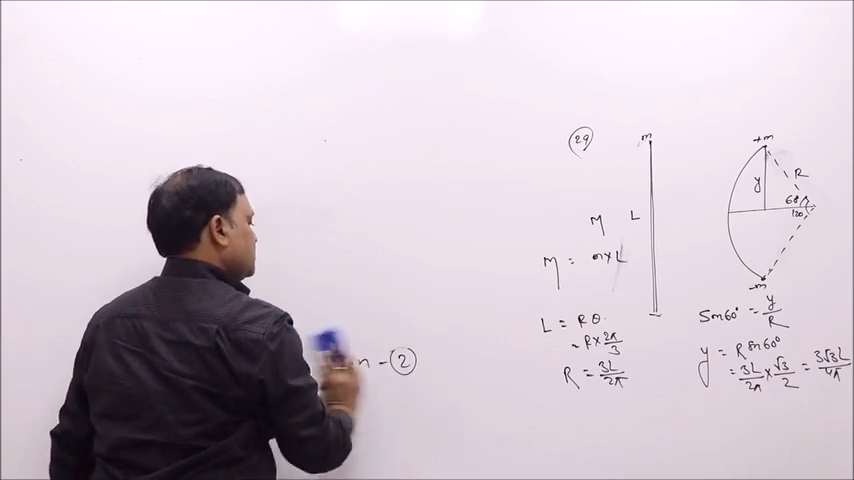 n - (2)
(29)
m
M L
M = m×L
L = Rθ
= R×2π/3
R = 3L/2π
+m
y R
60°
120
-m
Sin60° = y/R
y = R sin60°
= 3L/2π × √3/2 = 3√3L/4π